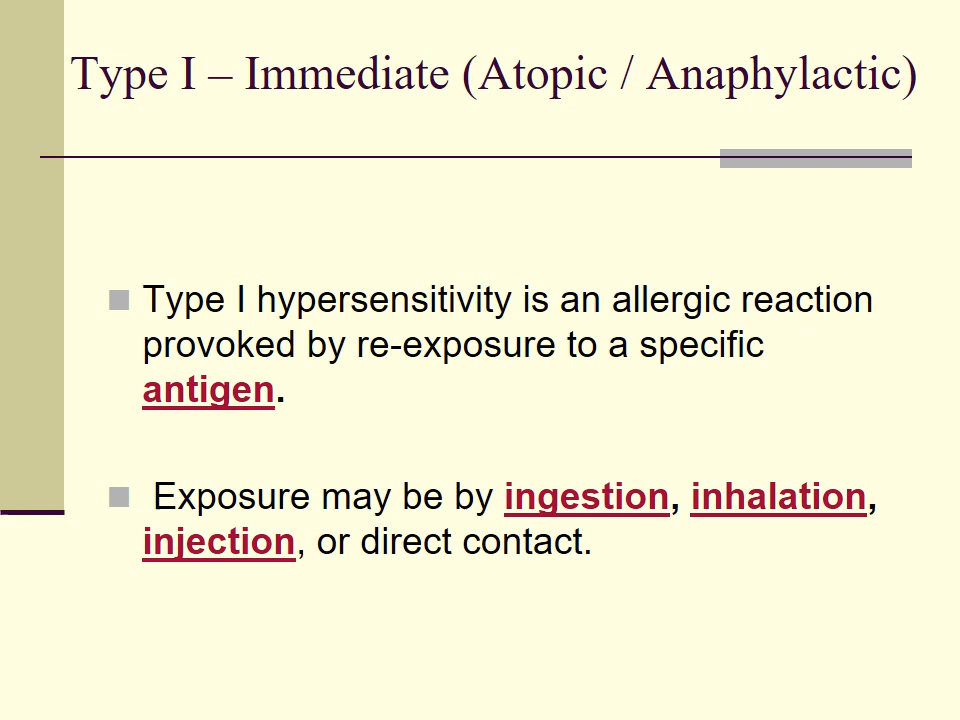 Type I – Immediate (Atopic / Anaphylactic)
Type I hypersensitivity is an allergic reaction
provoked by re-exposure to a specific
antigen.
Exposure may be by ingestion, inhalation,
injection, or direct contact.